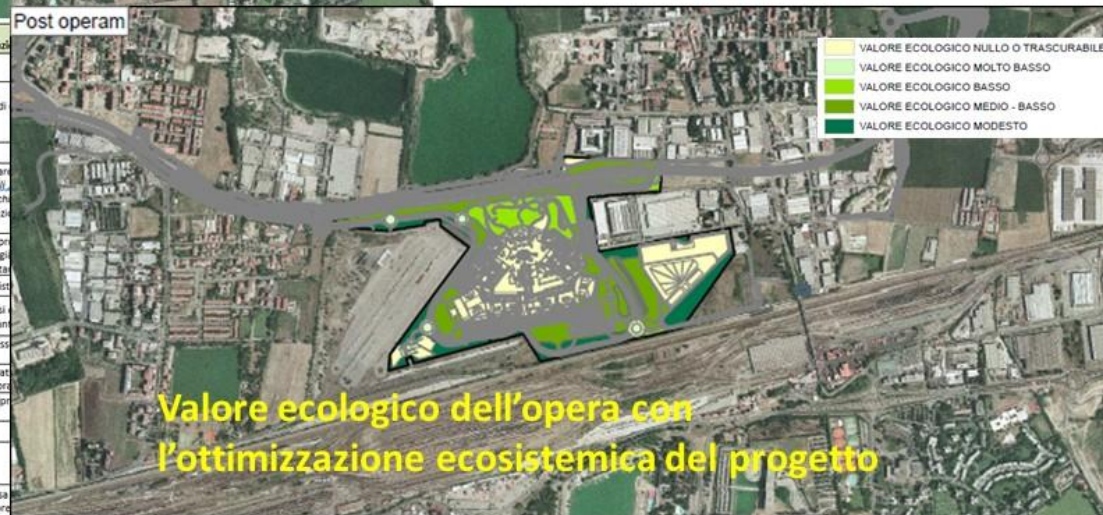 Post operam
VALORE ECOLOGICO NULLO O TRASCURABILE
VALORE ECOLOGICO MOLTO BASSO
VALORE ECOLOGICO BASSO
VALORE ECOLOGICO MEDIO - BASSO
VALORE ECOLOGICO MODESTO
Valore ecologico dell’opera con
l’ottimizzazione ecosistemica del progetto